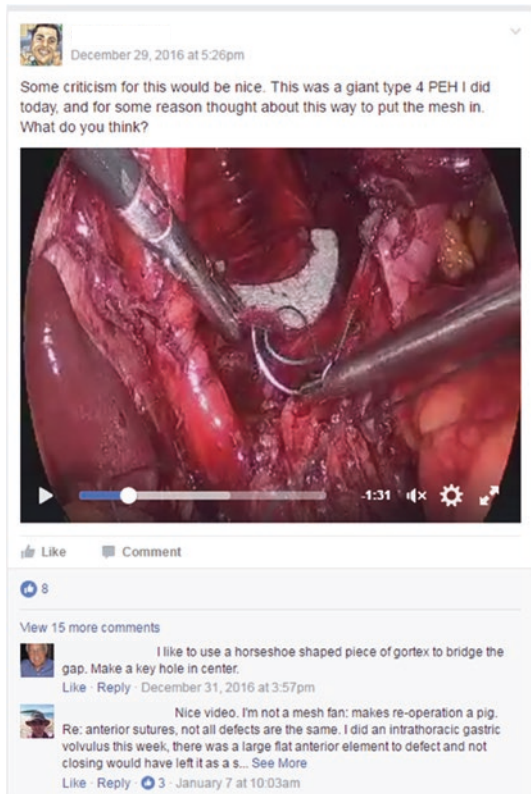 December 29, 2016 at 5:26pm
Some criticism for this would be nice. This was a giant type 4 PEH I did
today, and for some reason thought about this way to put the mesh in.
What do you think?
-1:31
Like Comment
8
View 15 more comments
I like to use a horseshoe shaped piece of gortex to bridge the
gap. Make a key hole in center.
Like · Reply · December 31, 2016 at 3:57pm
Nice video. I'm not a mesh fan: makes re-operation a pig.
Re: anterior sutures, not all defects are the same. I did an intrathoracic gastric
volvulus this week, there was a large flat anterior element to defect and not
closing would have left it as a s... See More
Like · Reply · 3 · January 7 at 10:03am